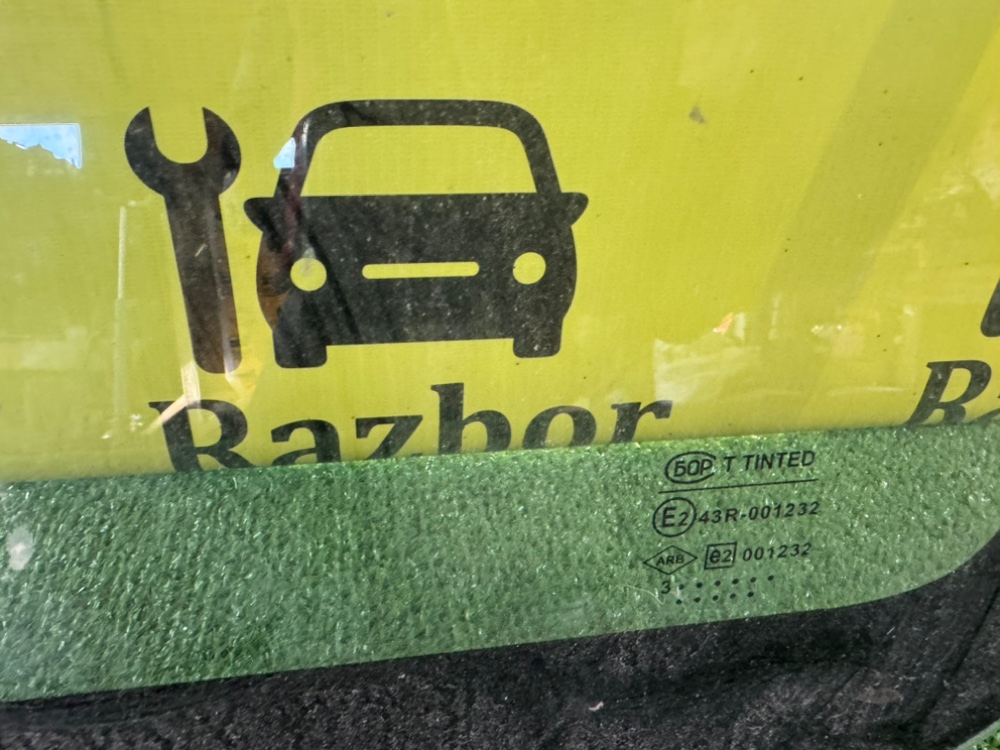 Razbor
БОР T TINTED
E2 43R-001232
ARB e2 001232
3